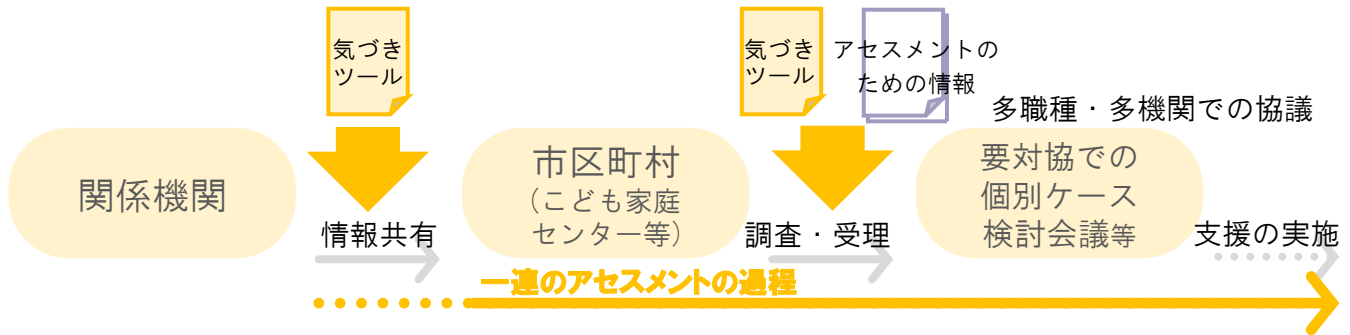 気づき
ツール
気づき
ツール
アセスメントの
ための情報
多職種・多機関での協議
関係機関
市区町村
(こども家庭
センター等)
要対協での
個別ケース
検討会議等
情報共有
調査・受理
支援の実施
一連のアセスメントの過程